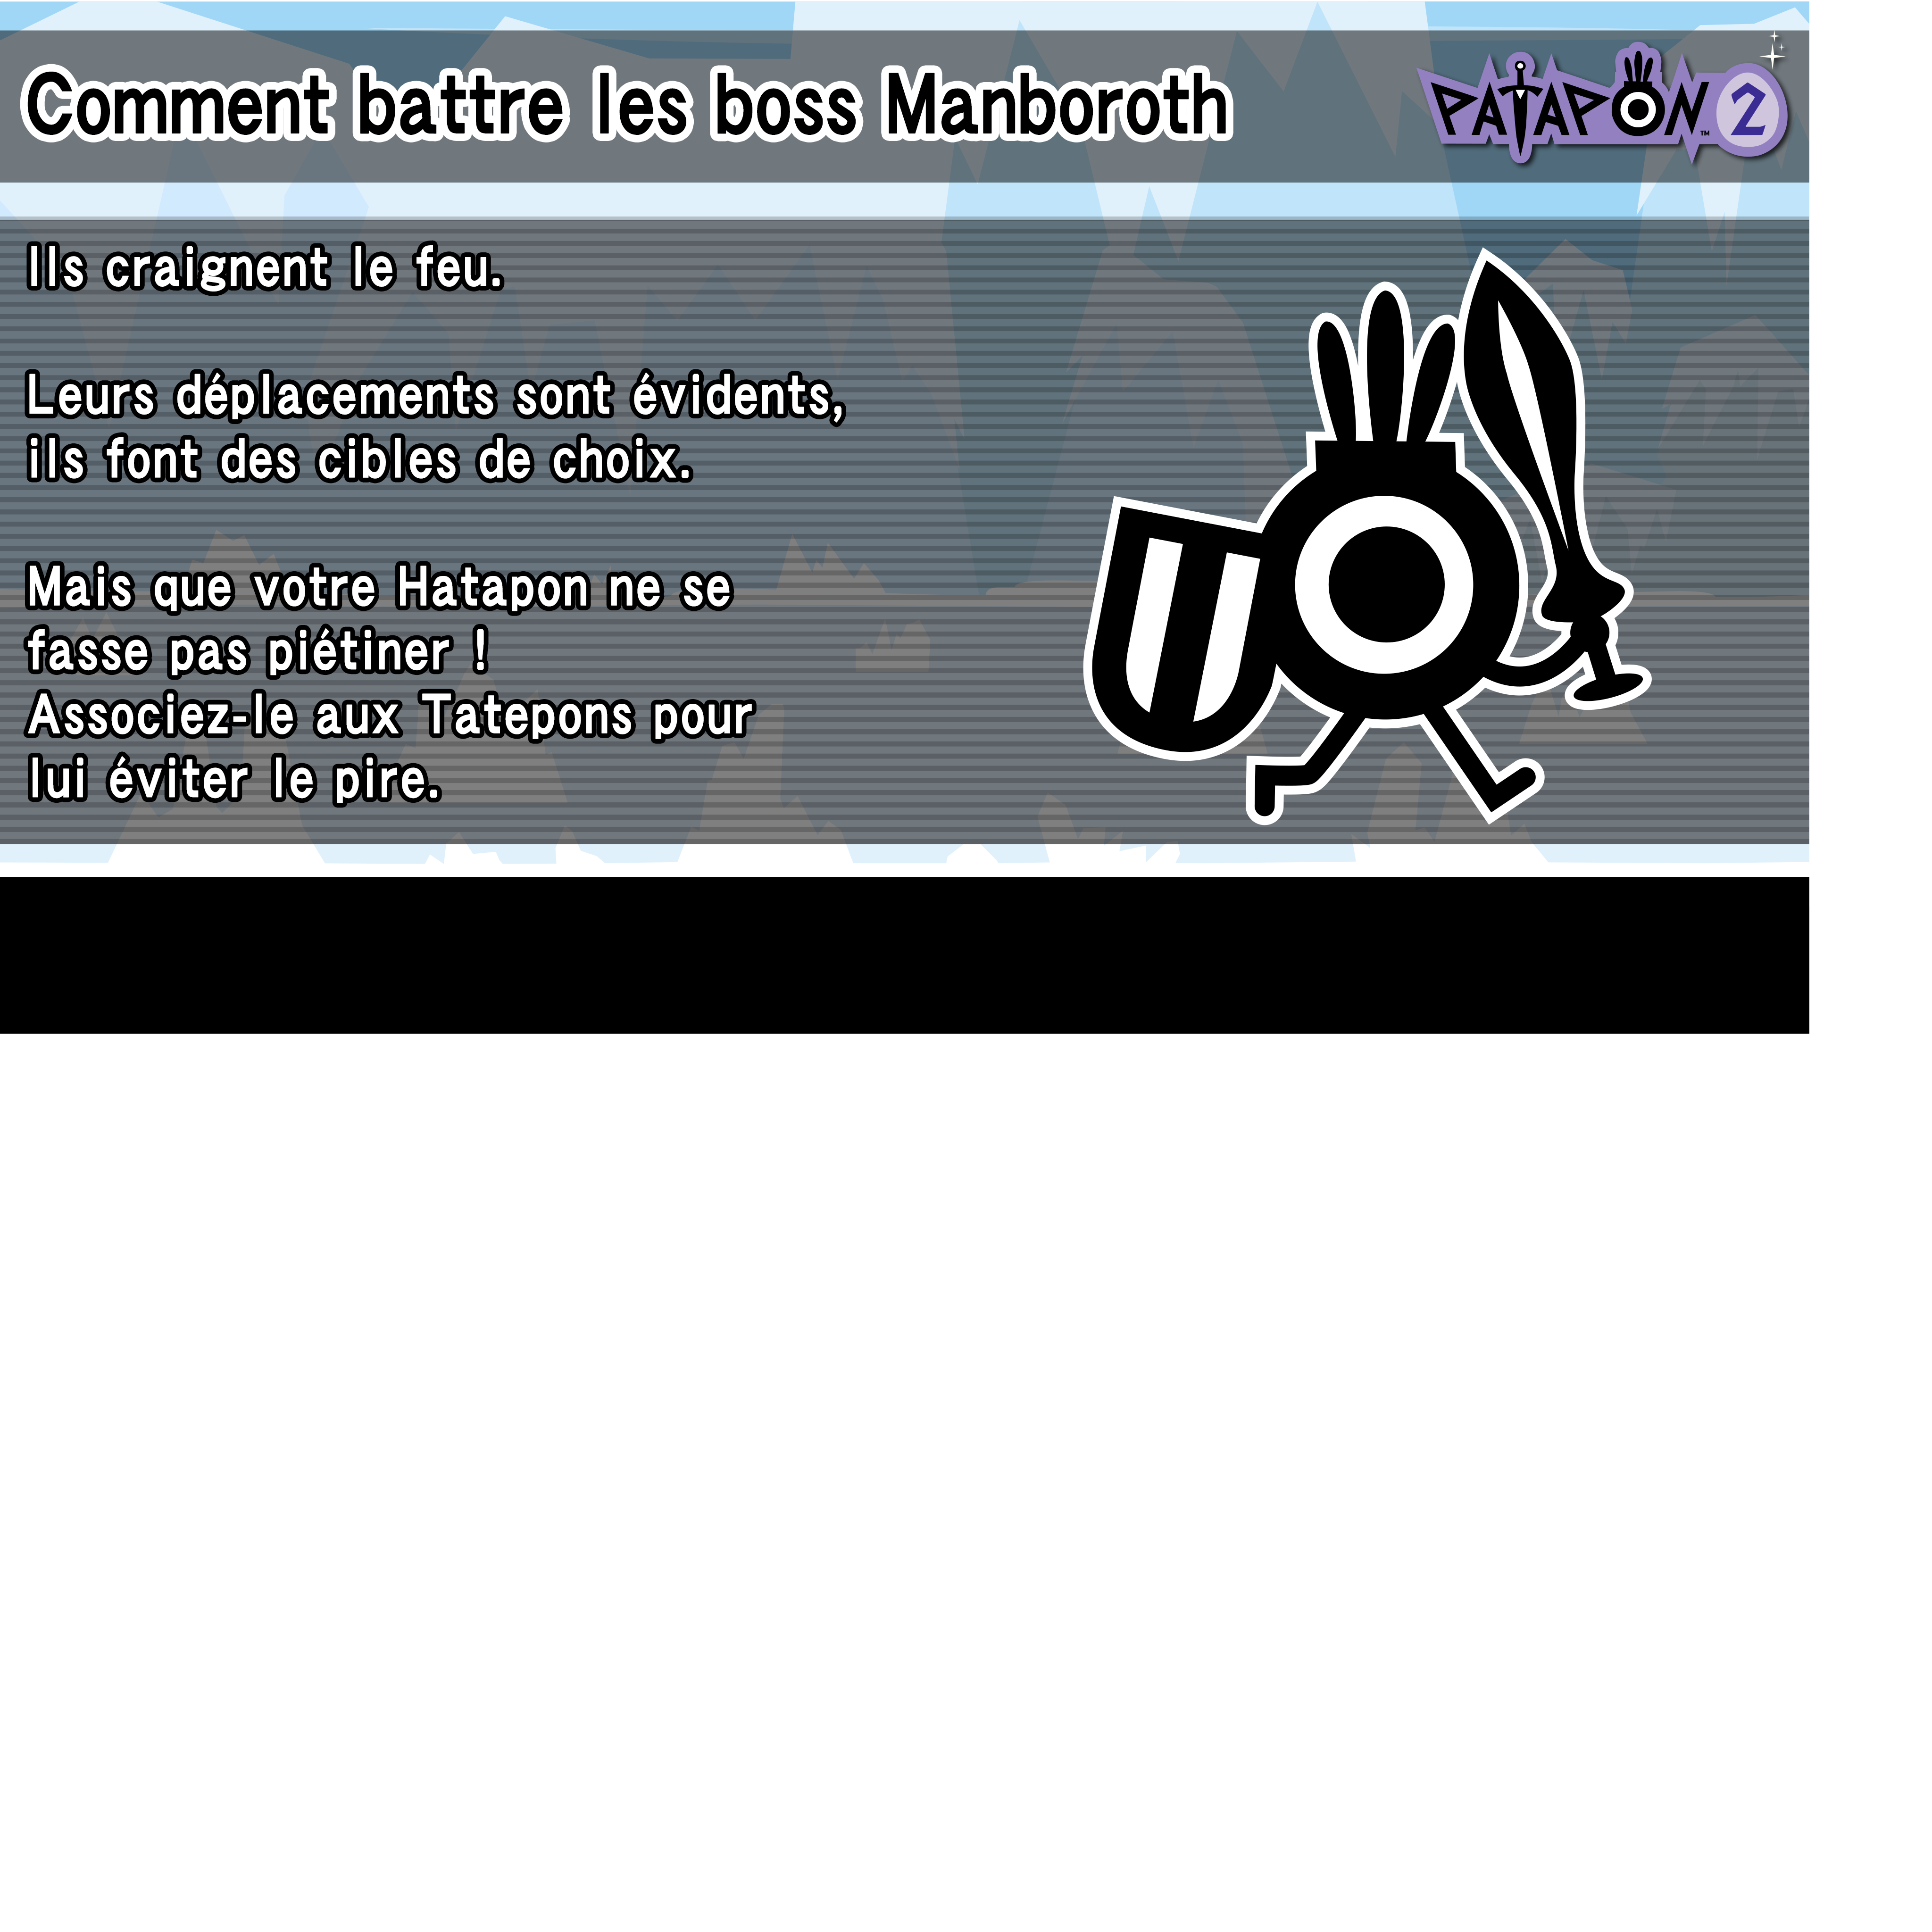 Comment battre les boss Manboroth
PATAPON™ 2
Ils craignent le feu.
Leurs déplacements sont évidents,
ils font des cibles de choix.
Mais que votre Hatapon ne se
fasse pas piétiner !
Associez-le aux Tatepons pour
lui éviter le pire.